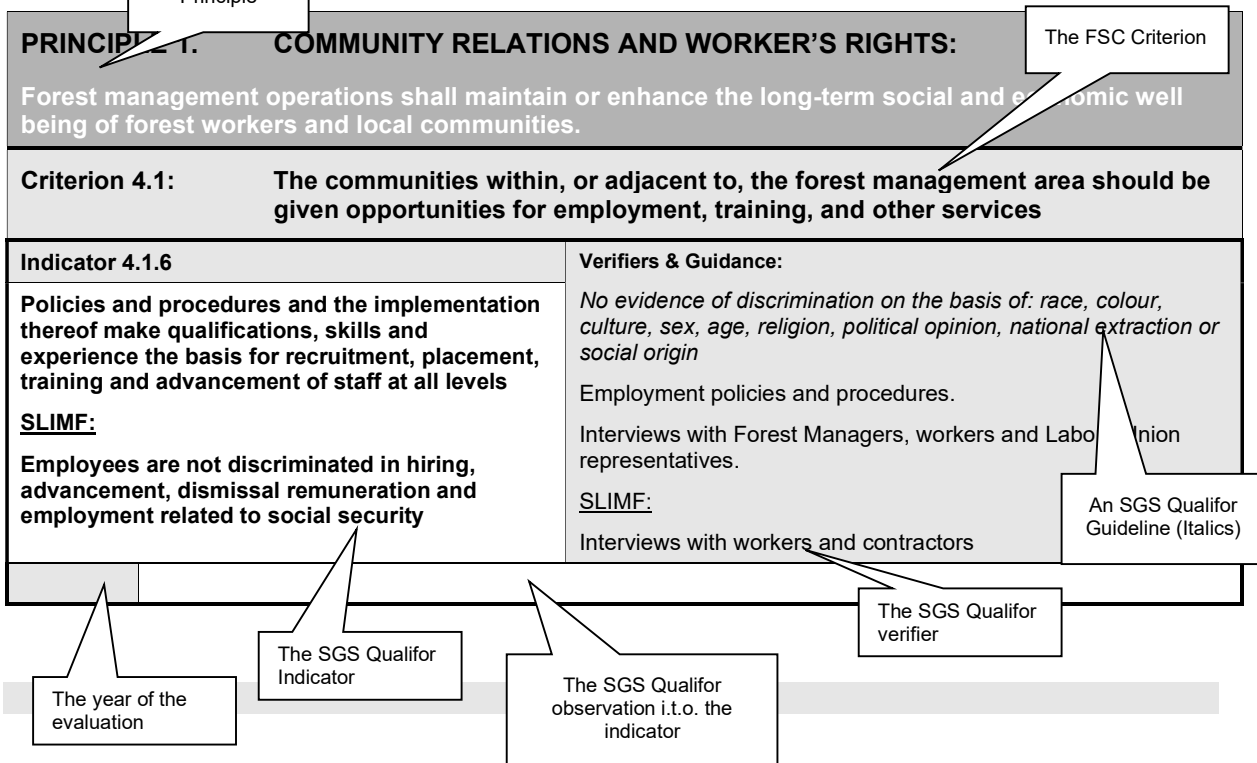 Principle
PRINCIPLE 1: COMMUNITY RELATIONS AND WORKER'S RIGHTS:
The FSC Criterion
Forest management operations shall maintain or enhance the long-term social and economic well
being of forest workers and local communities.
Criterion 4.1: The communities within, or adjacent to, the forest management area should be
given opportunities for employment, training, and other services
Indicator 4.1.6
Policies and procedures and the implementation
thereof make qualifications, skills and
experience the basis for recruitment, placement,
training and advancement of staff at all levels
SLIMF:
Employees are not discriminated in hiring,
advancement, dismissal remuneration and
employment related to social security
Verifiers & Guidance:
No evidence of discrimination on the basis of: race, colour,
culture, sex, age, religion, political opinion, national extraction or
social origin
Employment policies and procedures.
Interviews with Forest Managers, workers and Labour Union
representatives.
SLIMF:
Interviews with workers and contractors
An SGS Qualifor
Guideline (Italics)
The SGS Qualifor
verifier
The SGS Qualifor
Indicator
The SGS Qualifor
observation i.t.o. the
indicator
The year of the
evaluation